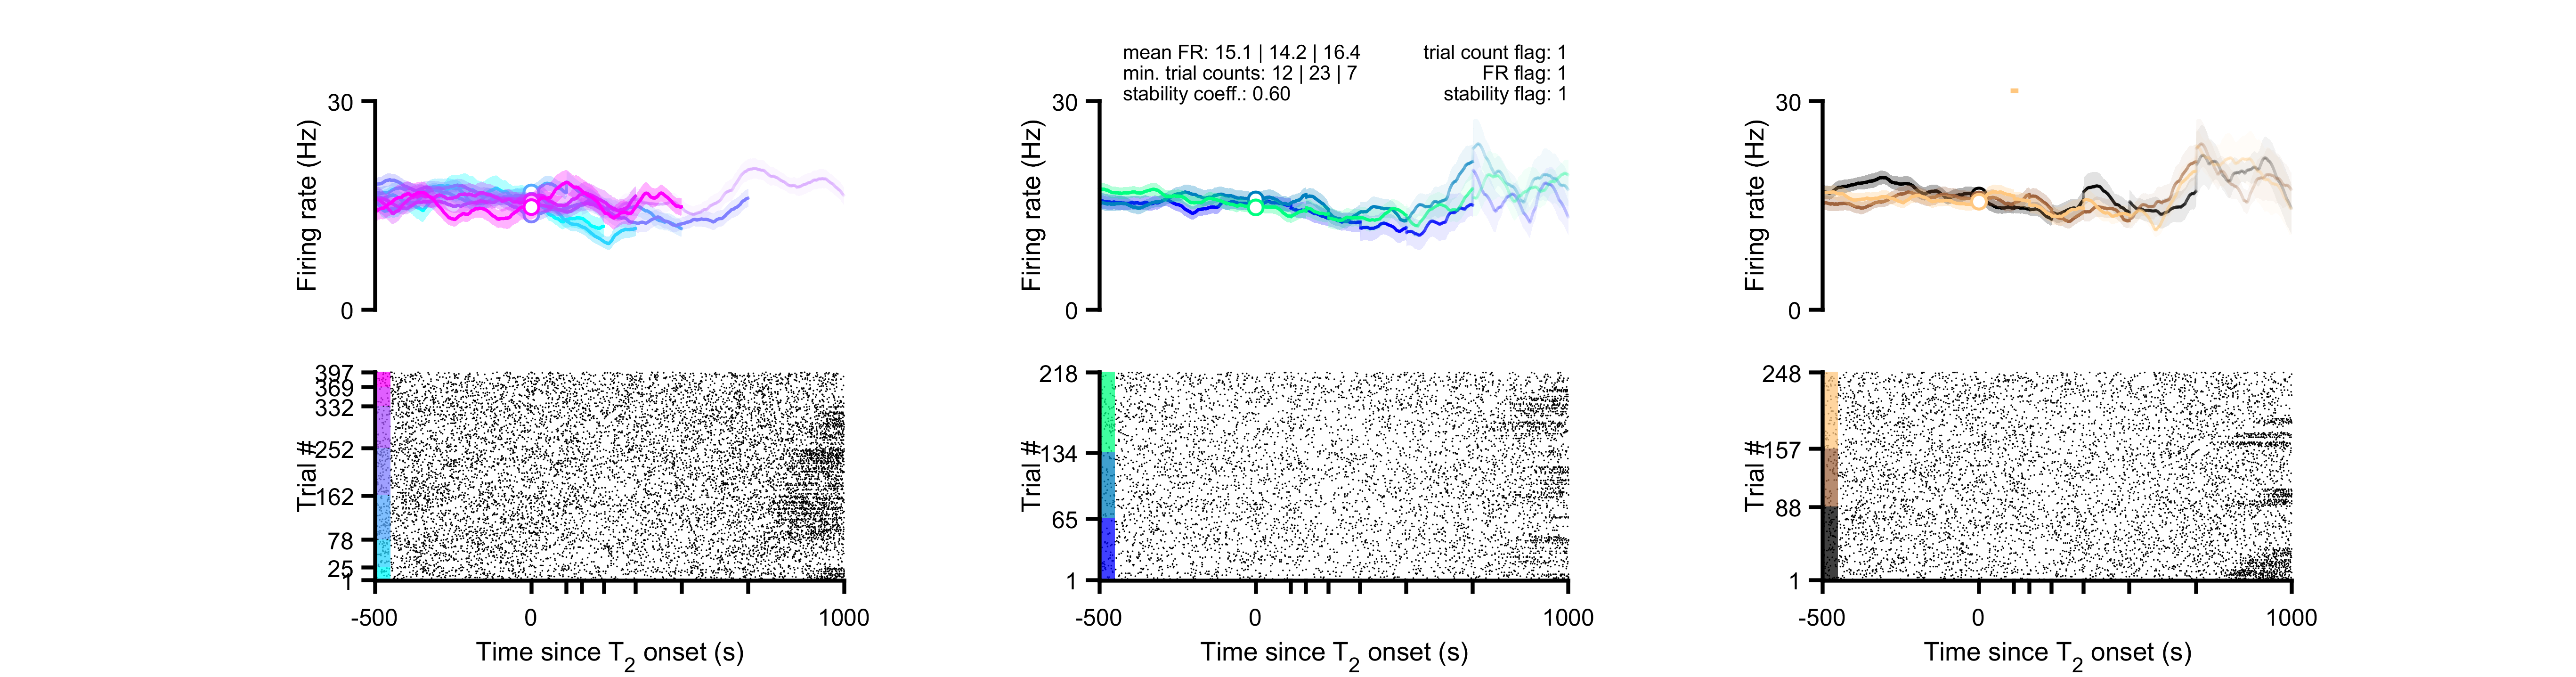 mean FR: 15.1 | 14.2 | 16.4
min. trial counts: 12 | 23 | 7
stability coeff.: 0.60
trial count flag: 1
FR flag: 1
stability flag: 1
30
Firing rate (Hz)
0
30
Firing rate (Hz)
0
30
Firing rate (Hz)
0
397
369
332
252
162
78
25
1
Trial #
-500
0
1000
Time since T2 onset (s)
218
134
65
1
Trial #
-500
0
1000
Time since T2 onset (s)
248
157
88
1
Trial #
-500
0
1000
Time since T2 onset (s)